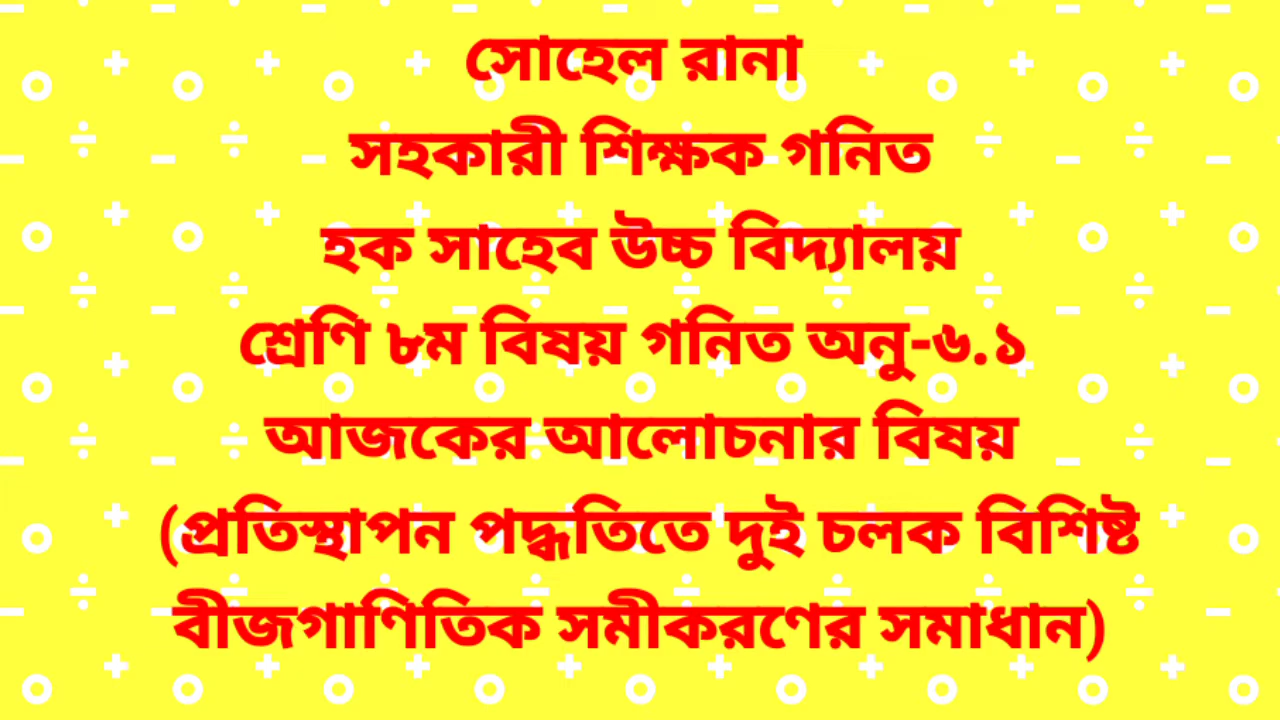 সোহেল রানা
সহকারী শিক্ষক গনিত
হক সাহেব উচ্চ বিদ্যালয়
শ্রেণি ৮ম বিষয় গনিত অনু-৬.১
আজকের আলোচনার বিষয়
(প্রতিস্থাপন পদ্ধতিতে দুই চলক বিশিষ্ট
বীজগাণিতিক সমীকরণের সমাধান)